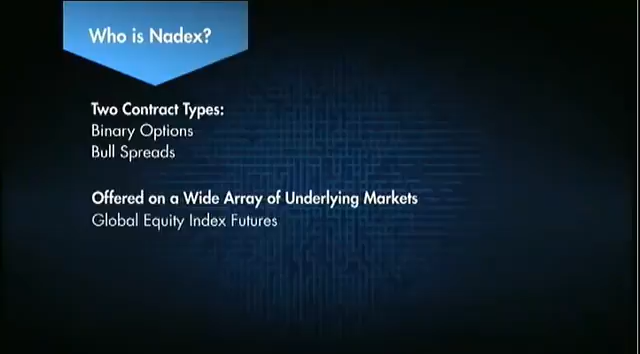 Who is Nadex?
Two Contract Types:
Binary Options
Bull Spreads
Offered on a Wide Array of Underlying Markets
Global Equity Index Futures